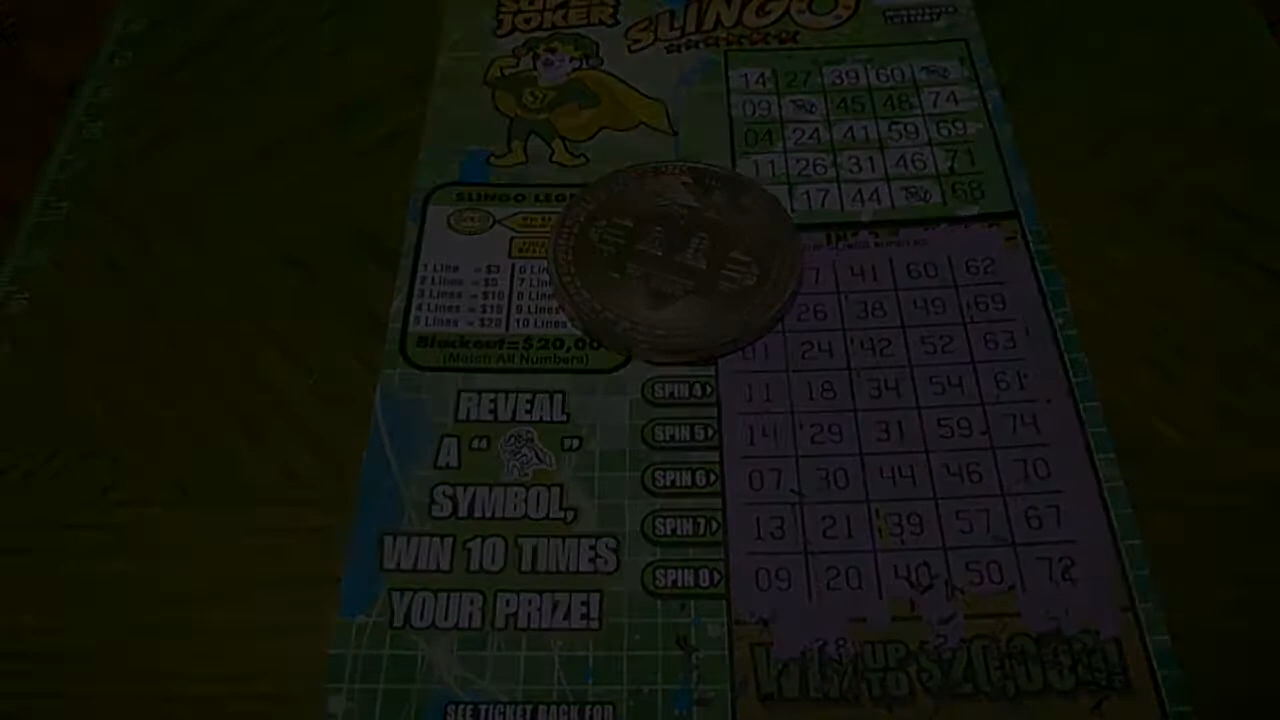 SUPER
JOKER
SLINGO
14 27 39 60
09 45 48 74
04 24 41 59 69
11 26 31 46 71
17 44 68
SLINGO
1 Line = $3
2 Lines = $5
3 Lines = $10
4 Lines = $15
5 Lines = $20 10 Lines
Blackout=$20,00
(Match All Numbers)
7 41 60 62
26 38 49 69
01 24 42 52 63
SPIN 4 11 18 34 54 61
SPIN 5 14 29 31 59 74
SPIN 6 07 30 44 46 70
SPIN 7 13 21 39 57 67
SPIN 8 09 20 40 50 72
REVEAL
A " "
SYMBOL,
WIN 10 TIMES
YOUR PRIZE!
WIN UP TO
SEE TICKET BACK FOR